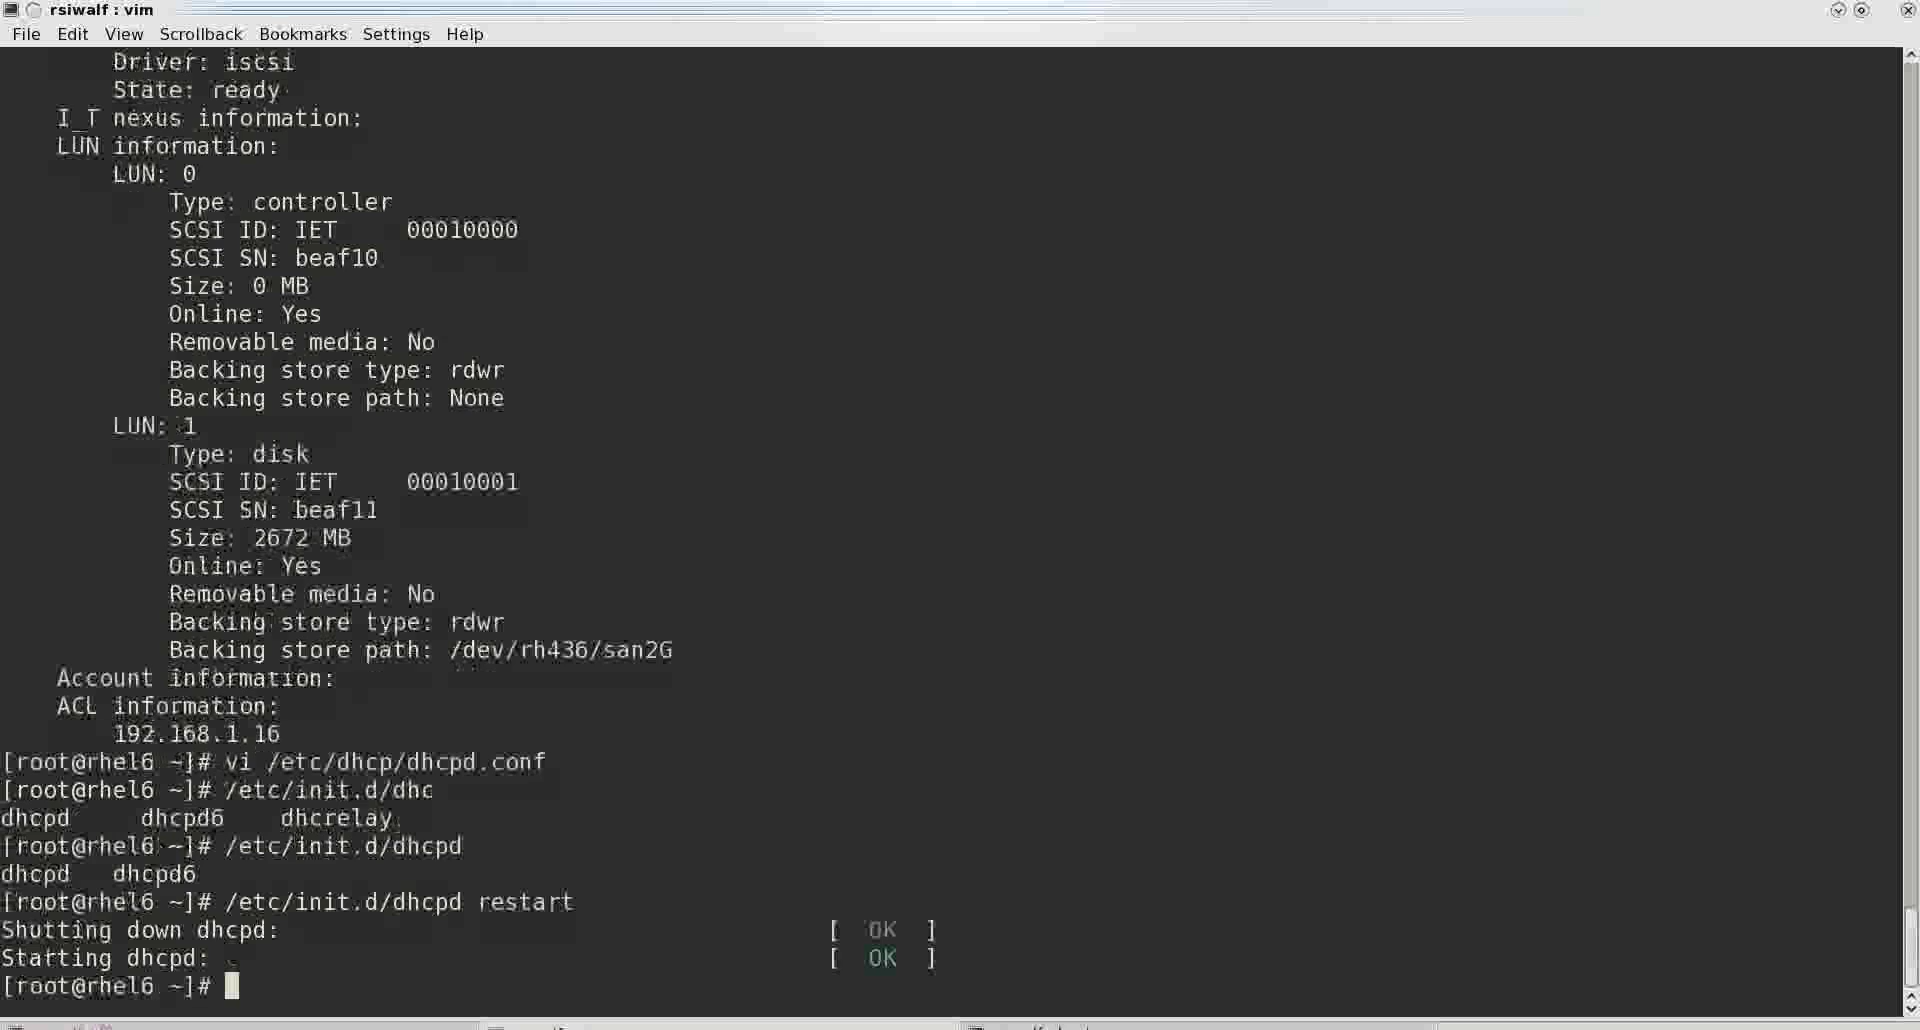 rsiwalf : vim
File Edit View Scrollback Bookmarks Settings Help
Driver: iscsi
State: ready
I_T nexus information:
LUN information:
LUN: 0
Type: controller
SCSI ID: IET     00010000
SCSI SN: beaf10
Size: 0 MB
Online: Yes
Removable media: No
Backing store type: rdwr
Backing store path: None
LUN: 1
Type: disk
SCSI ID: IET     00010001
SCSI SN: beaf11
Size: 2672 MB
Online: Yes
Removable media: No
Backing store type: rdwr
Backing store path: /dev/rh436/san2G
Account information:
ACL information:
192.168.1.16
[root@rhel6 ~]# vi /etc/dhcp/dhcpd.conf
[root@rhel6 ~]# /etc/init.d/dhc
dhcpd     dhcpd6    dhcrelay
[root@rhel6 ~]# /etc/init.d/dhcpd
dhcpd   dhcpd6
[root@rhel6 ~]# /etc/init.d/dhcpd restart
Shutting down dhcpd: [ OK ]
Starting dhcpd: [ OK ]
[root@rhel6 ~]#